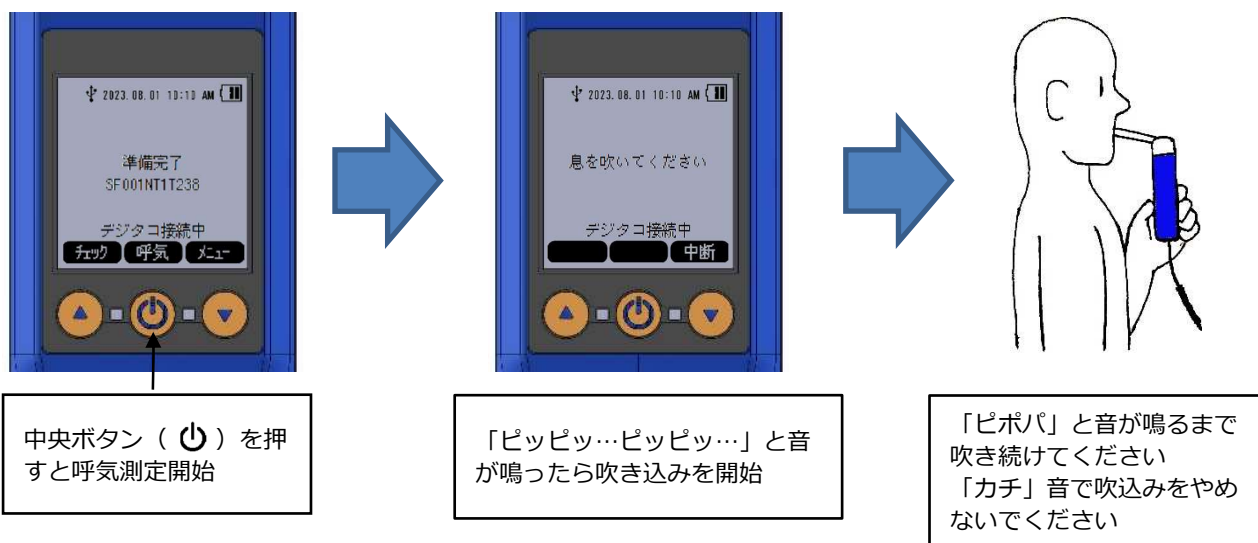 2023.08.01 10:10 AM
準備完了
SF001NT1T238
デジタコ接続中
チェック 呼気 メニュー
中央ボタン（ ）を押
すと呼気測定開始
2023.08.01 10:10 AM
息を吹いてください
デジタコ接続中
中断
「ピッピッ…ピッピッ…」と音
が鳴ったら吹き込みを開始
「ピポパ」と音が鳴るまで
吹き続けてください
「カチ」音で吹込みをやめ
ないでください